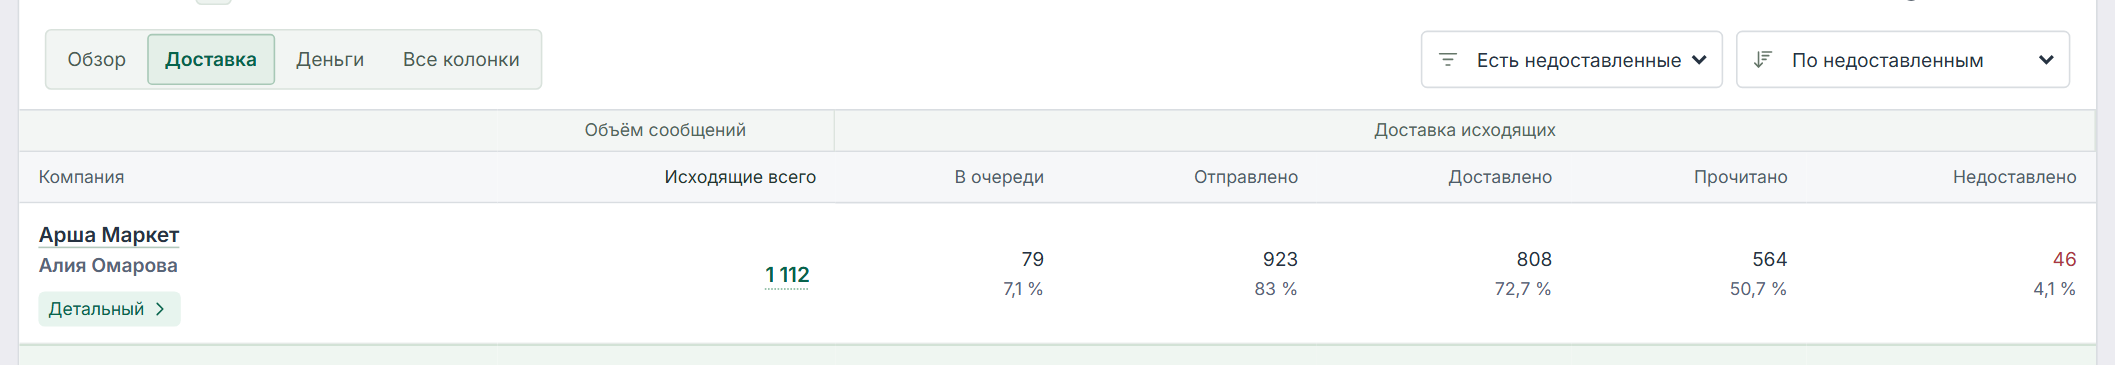 Обзор Доставка Деньги Все колонки Есть недоставленные По недоставленным
Объём сообщений Доставка исходящих
Компания Исходящие всего В очереди Отправлено Доставлено Прочитано Недоставлено
Арша Маркет
Алия Омарова
1 112
79 923 808 564 46
7,1 % 83 % 72,7 % 50,7 % 4,1 %
Детальный